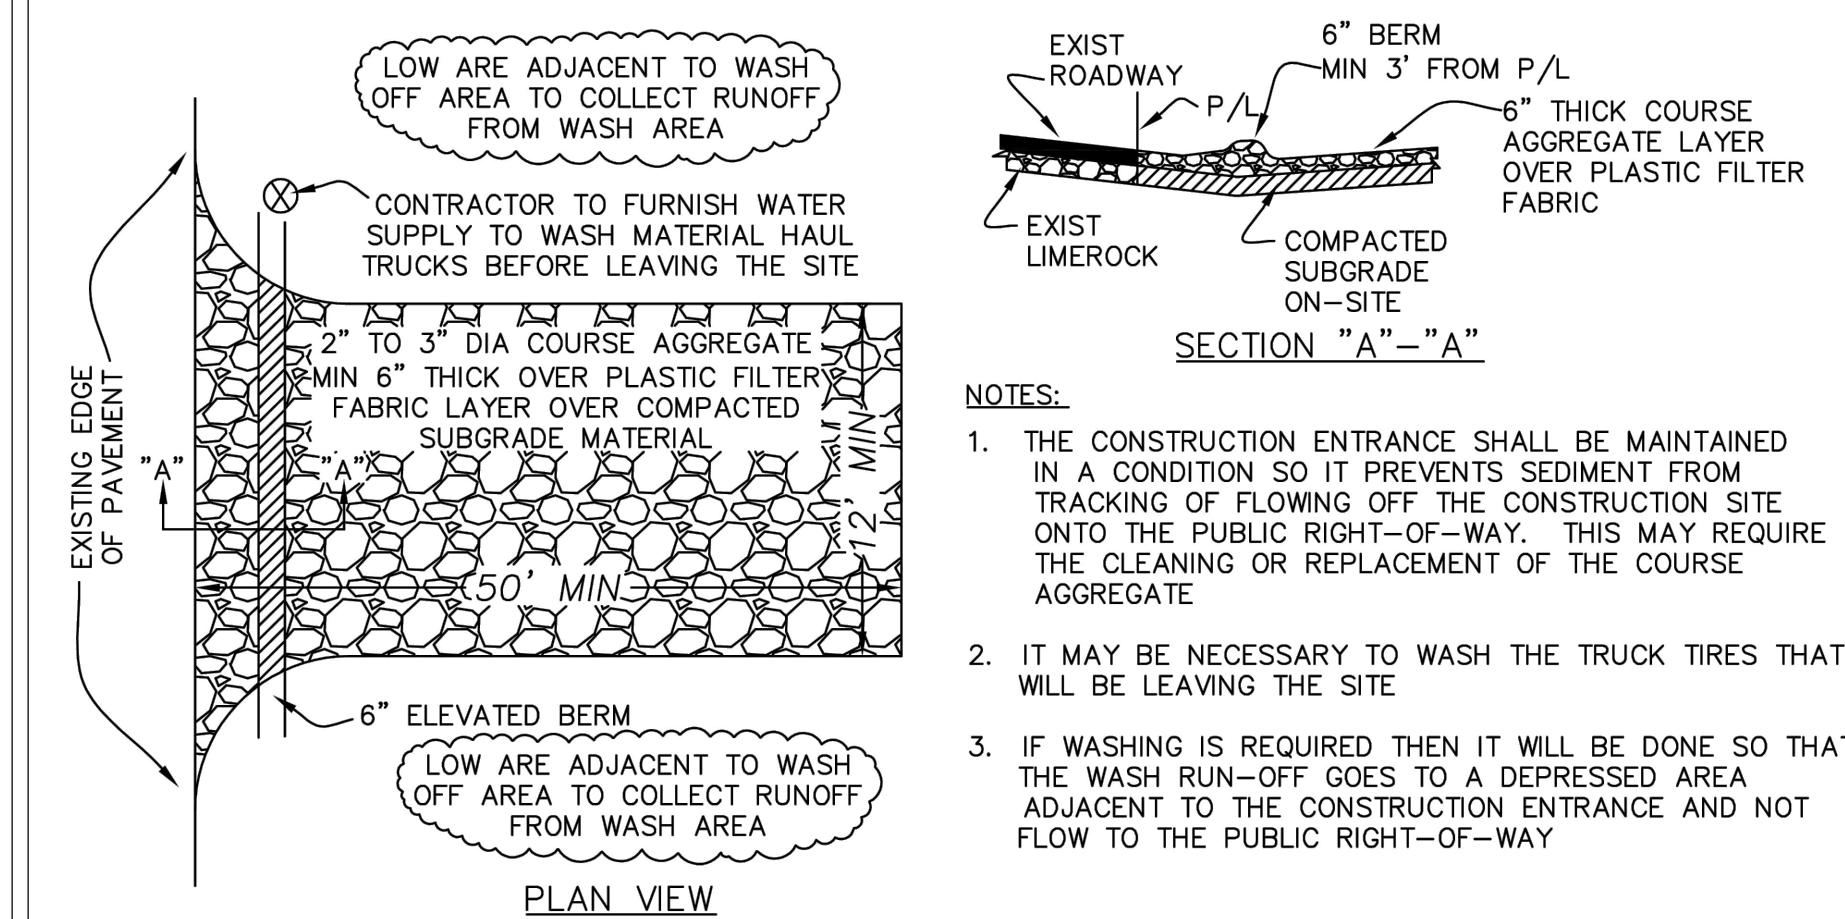 LOW ARE ADJACENT TO WASH
OFF AREA TO COLLECT RUNOFF
FROM WASH AREA
CONTRACTOR TO FURNISH WATER
SUPPLY TO WASH MATERIAL HAUL
TRUCKS BEFORE LEAVING THE SITE
2" TO 3" DIA COURSE AGGREGATE
MIN 6" THICK OVER PLASTIC FILTER
FABRIC LAYER OVER COMPACTED
SUBGRADE MATERIAL
EXISTING EDGE
OF PAVEMENT
"A"
"A"
12' MIN
50' MIN
6" ELEVATED BERM
LOW ARE ADJACENT TO WASH
OFF AREA TO COLLECT RUNOFF
FROM WASH AREA
PLAN VIEW
EXIST
ROADWAY
P/L
6" BERM
MIN 3' FROM P/L
6" THICK COURSE
AGGREGATE LAYER
OVER PLASTIC FILTER
FABRIC
EXIST
LIMEROCK
COMPACTED
SUBGRADE
ON-SITE
SECTION "A"-"A"
NOTES:
1. THE CONSTRUCTION ENTRANCE SHALL BE MAINTAINED
IN A CONDITION SO IT PREVENTS SEDIMENT FROM
TRACKING OF FLOWING OFF THE CONSTRUCTION SITE
ONTO THE PUBLIC RIGHT-OF-WAY. THIS MAY REQUIRE
THE CLEANING OR REPLACEMENT OF THE COURSE
AGGREGATE
2. IT MAY BE NECESSARY TO WASH THE TRUCK TIRES THAT
WILL BE LEAVING THE SITE
3. IF WASHING IS REQUIRED THEN IT WILL BE DONE SO THAT
THE WASH RUN-OFF GOES TO A DEPRESSED AREA
ADJACENT TO THE CONSTRUCTION ENTRANCE AND NOT
FLOW TO THE PUBLIC RIGHT-OF-WAY